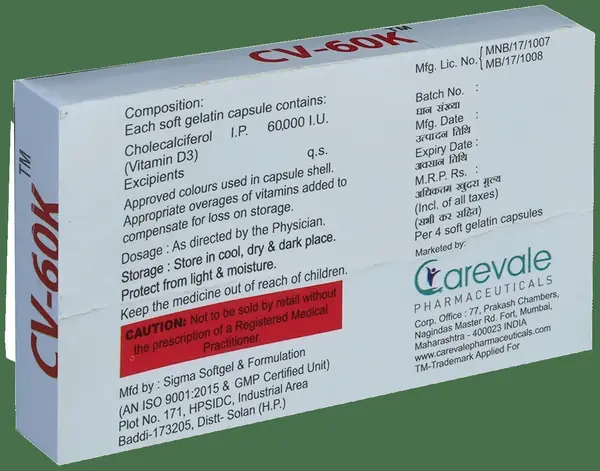 CV-60K™
CV-60K™
Composition:
Each soft gelatin capsule contains:
Cholecalciferol I.P. 60,000 I.U.
(Vitamin D3)
Excipients q.s.
Approved colours used in capsule shell.
Appropriate overages of vitamins added to
compensate for loss on storage.
Dosage : As directed by the Physician.
Storage : Store in cool, dry & dark place.
Protect from light & moisture.
Keep the medicine out of reach of children.
CAUTION: Not to be sold by retail without
the prescription of a Registered Medical
Practitioner.
Mfd by : Sigma Softgel & Formulation
(AN ISO 9001:2015 & GMP Certified Unit)
Plot No. 171, HPSIDC, Industrial Area
Baddi-173205, Distt- Solan (H.P.)
Mfg. Lic. No. { MNB/17/1007
MB/17/1008
Batch No. :
घान संख्या
Mfg. Date :
उत्पादन तिथि
Expiry Date :
अवसान तिथि
M.R.P. Rs. :
अधिकतम खुदरा मूल्य
(Incl. of all taxes)
(सभी कर सहित)
Per 4 soft gelatin capsules
Marketed by:
Carevale
PHARMACEUTICALS
Corp. Office : 77, Prakash Chambers,
Nagindas Master Rd. Fort, Mumbai,
Maharashtra - 400023 INDIA
www.carevalepharmaceuticals.com
TM-Trademark Applied For